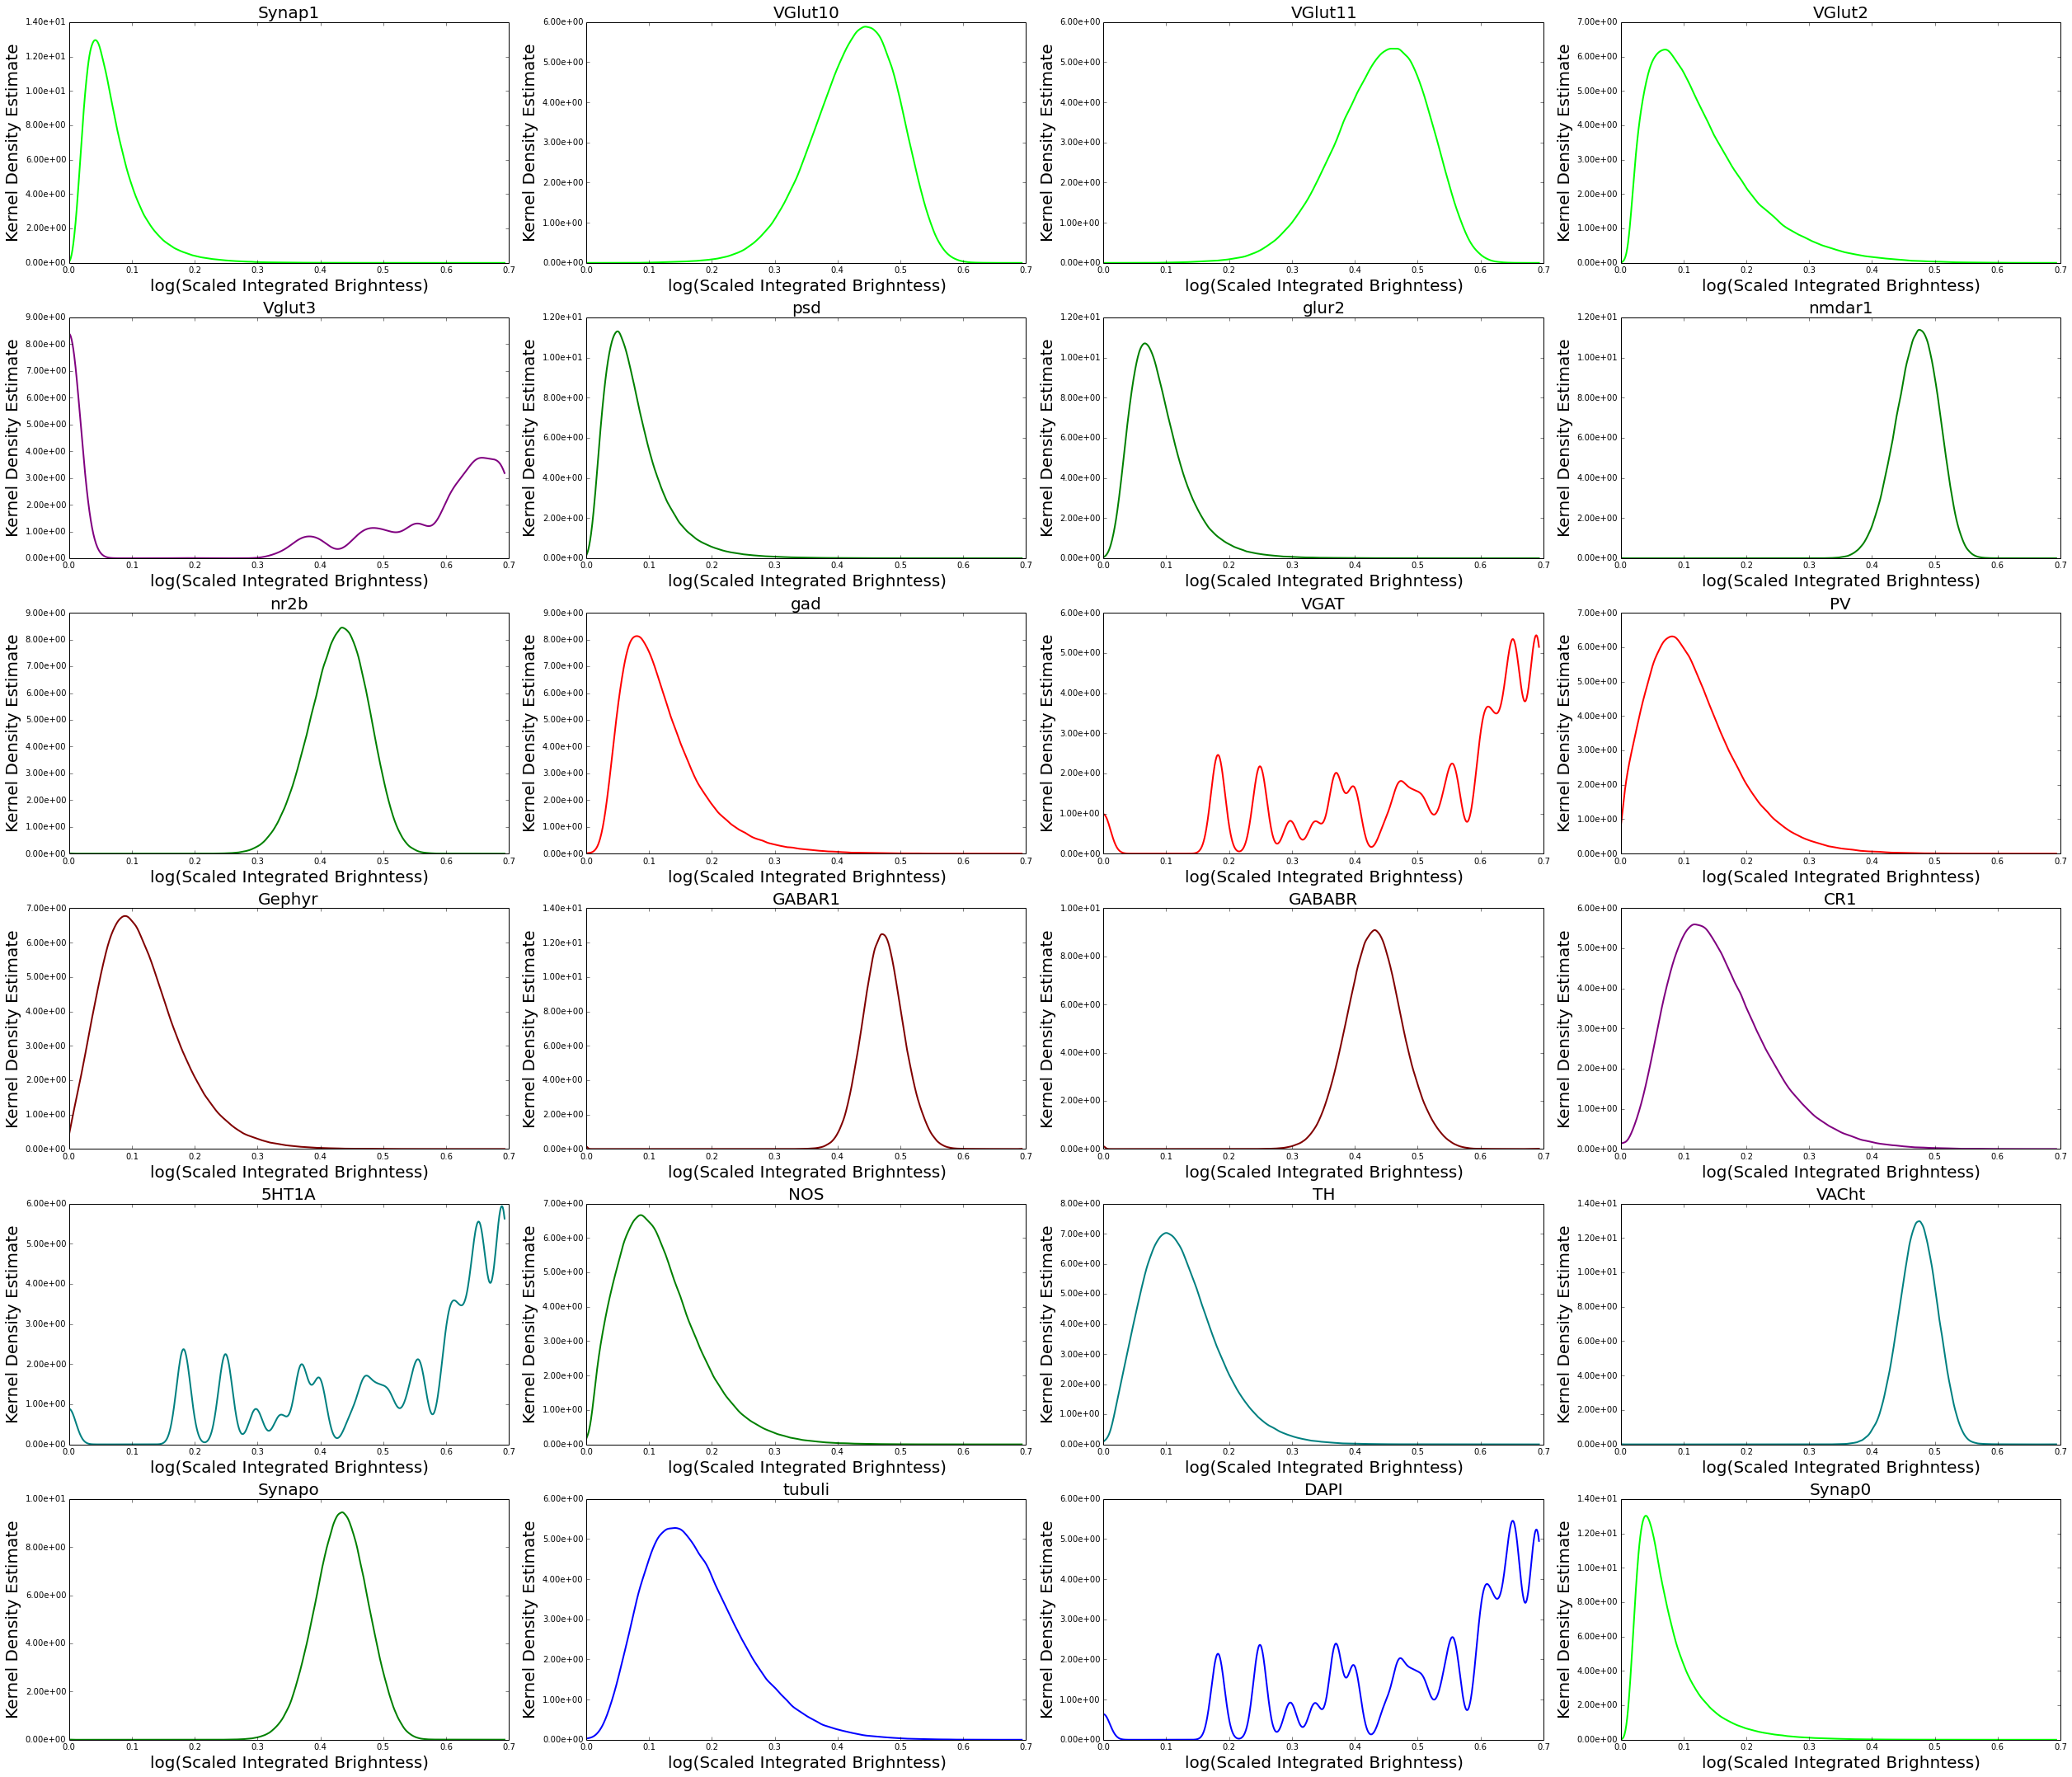 Synap1
Kernel Density Estimate
1.40e+01
1.20e+01
1.00e+01
8.00e+00
6.00e+00
4.00e+00
2.00e+00
0.00e+00
0.0 0.1 0.2 0.3 0.4 0.5 0.6 0.7
log(Scaled Integrated Brighntess)
VGlut10
Kernel Density Estimate
6.00e+00
5.00e+00
4.00e+00
3.00e+00
2.00e+00
1.00e+00
0.00e+00
0.0 0.1 0.2 0.3 0.4 0.5 0.6 0.7
log(Scaled Integrated Brighntess)
VGlut11
Kernel Density Estimate
6.00e+00
5.00e+00
4.00e+00
3.00e+00
2.00e+00
1.00e+00
0.00e+00
0.0 0.1 0.2 0.3 0.4 0.5 0.6 0.7
log(Scaled Integrated Brighntess)
VGlut2
Kernel Density Estimate
7.00e+00
6.00e+00
5.00e+00
4.00e+00
3.00e+00
2.00e+00
1.00e+00
0.00e+00
0.0 0.1 0.2 0.3 0.4 0.5 0.6 0.7
log(Scaled Integrated Brighntess)
Vglut3
Kernel Density Estimate
9.00e+00
8.00e+00
7.00e+00
6.00e+00
5.00e+00
4.00e+00
3.00e+00
2.00e+00
1.00e+00
0.00e+00
0.0 0.1 0.2 0.3 0.4 0.5 0.6 0.7
log(Scaled Integrated Brighntess)
psd
Kernel Density Estimate
1.20e+01
1.00e+01
8.00e+00
6.00e+00
4.00e+00
2.00e+00
0.00e+00
0.0 0.1 0.2 0.3 0.4 0.5 0.6 0.7
log(Scaled Integrated Brighntess)
glur2
Kernel Density Estimate
1.20e+01
1.00e+01
8.00e+00
6.00e+00
4.00e+00
2.00e+00
0.00e+00
0.0 0.1 0.2 0.3 0.4 0.5 0.6 0.7
log(Scaled Integrated Brighntess)
nmdar1
Kernel Density Estimate
1.20e+01
1.00e+01
8.00e+00
6.00e+00
4.00e+00
2.00e+00
0.00e+00
0.0 0.1 0.2 0.3 0.4 0.5 0.6 0.7
log(Scaled Integrated Brighntess)
nr2b
Kernel Density Estimate
9.00e+00
8.00e+00
7.00e+00
6.00e+00
5.00e+00
4.00e+00
3.00e+00
2.00e+00
1.00e+00
0.00e+00
0.0 0.1 0.2 0.3 0.4 0.5 0.6 0.7
log(Scaled Integrated Brighntess)
gad
Kernel Density Estimate
9.00e+00
8.00e+00
7.00e+00
6.00e+00
5.00e+00
4.00e+00
3.00e+00
2.00e+00
1.00e+00
0.00e+00
0.0 0.1 0.2 0.3 0.4 0.5 0.6 0.7
log(Scaled Integrated Brighntess)
VGAT
Kernel Density Estimate
6.00e+00
5.00e+00
4.00e+00
3.00e+00
2.00e+00
1.00e+00
0.00e+00
0.0 0.1 0.2 0.3 0.4 0.5 0.6 0.7
log(Scaled Integrated Brighntess)
PV
Kernel Density Estimate
7.00e+00
6.00e+00
5.00e+00
4.00e+00
3.00e+00
2.00e+00
1.00e+00
0.00e+00
0.0 0.1 0.2 0.3 0.4 0.5 0.6 0.7
log(Scaled Integrated Brighntess)
Gephyr
Kernel Density Estimate
7.00e+00
6.00e+00
5.00e+00
4.00e+00
3.00e+00
2.00e+00
1.00e+00
0.00e+00
0.0 0.1 0.2 0.3 0.4 0.5 0.6 0.7
log(Scaled Integrated Brighntess)
GABAR1
Kernel Density Estimate
1.40e+01
1.20e+01
1.00e+01
8.00e+00
6.00e+00
4.00e+00
2.00e+00
0.00e+00
0.0 0.1 0.2 0.3 0.4 0.5 0.6 0.7
log(Scaled Integrated Brighntess)
GABABR
Kernel Density Estimate
1.00e+01
8.00e+00
6.00e+00
4.00e+00
2.00e+00
0.00e+00
0.0 0.1 0.2 0.3 0.4 0.5 0.6 0.7
log(Scaled Integrated Brighntess)
CR1
Kernel Density Estimate
6.00e+00
5.00e+00
4.00e+00
3.00e+00
2.00e+00
1.00e+00
0.00e+00
0.0 0.1 0.2 0.3 0.4 0.5 0.6 0.7
log(Scaled Integrated Brighntess)
5HT1A
Kernel Density Estimate
6.00e+00
5.00e+00
4.00e+00
3.00e+00
2.00e+00
1.00e+00
0.00e+00
0.0 0.1 0.2 0.3 0.4 0.5 0.6 0.7
log(Scaled Integrated Brighntess)
NOS
Kernel Density Estimate
7.00e+00
6.00e+00
5.00e+00
4.00e+00
3.00e+00
2.00e+00
1.00e+00
0.00e+00
0.0 0.1 0.2 0.3 0.4 0.5 0.6 0.7
log(Scaled Integrated Brighntess)
TH
Kernel Density Estimate
8.00e+00
7.00e+00
6.00e+00
5.00e+00
4.00e+00
3.00e+00
2.00e+00
1.00e+00
0.00e+00
0.0 0.1 0.2 0.3 0.4 0.5 0.6 0.7
log(Scaled Integrated Brighntess)
VACht
Kernel Density Estimate
1.40e+01
1.20e+01
1.00e+01
8.00e+00
6.00e+00
4.00e+00
2.00e+00
0.00e+00
0.0 0.1 0.2 0.3 0.4 0.5 0.6 0.7
log(Scaled Integrated Brighntess)
Synapo
Kernel Density Estimate
1.00e+01
8.00e+00
6.00e+00
4.00e+00
2.00e+00
0.00e+00
0.0 0.1 0.2 0.3 0.4 0.5 0.6 0.7
log(Scaled Integrated Brighntess)
tubuli
Kernel Density Estimate
6.00e+00
5.00e+00
4.00e+00
3.00e+00
2.00e+00
1.00e+00
0.00e+00
0.0 0.1 0.2 0.3 0.4 0.5 0.6 0.7
log(Scaled Integrated Brighntess)
DAPI
Kernel Density Estimate
6.00e+00
5.00e+00
4.00e+00
3.00e+00
2.00e+00
1.00e+00
0.00e+00
0.0 0.1 0.2 0.3 0.4 0.5 0.6 0.7
log(Scaled Integrated Brighntess)
Synap0
Kernel Density Estimate
1.40e+01
1.20e+01
1.00e+01
8.00e+00
6.00e+00
4.00e+00
2.00e+00
0.00e+00
0.0 0.1 0.2 0.3 0.4 0.5 0.6 0.7
log(Scaled Integrated Brighntess)